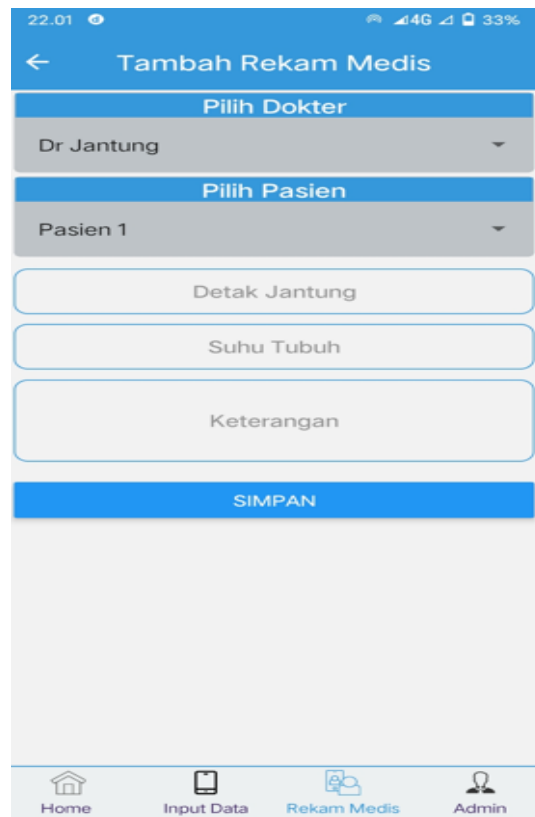 22.01 4G 33%
Tambah Rekam Medis
Pilih Dokter
Dr Jantung
Pilih Pasien
Pasien 1
Detak Jantung
Suhu Tubuh
Keterangan
SIMPAN
Home Input Data Rekam Medis Admin